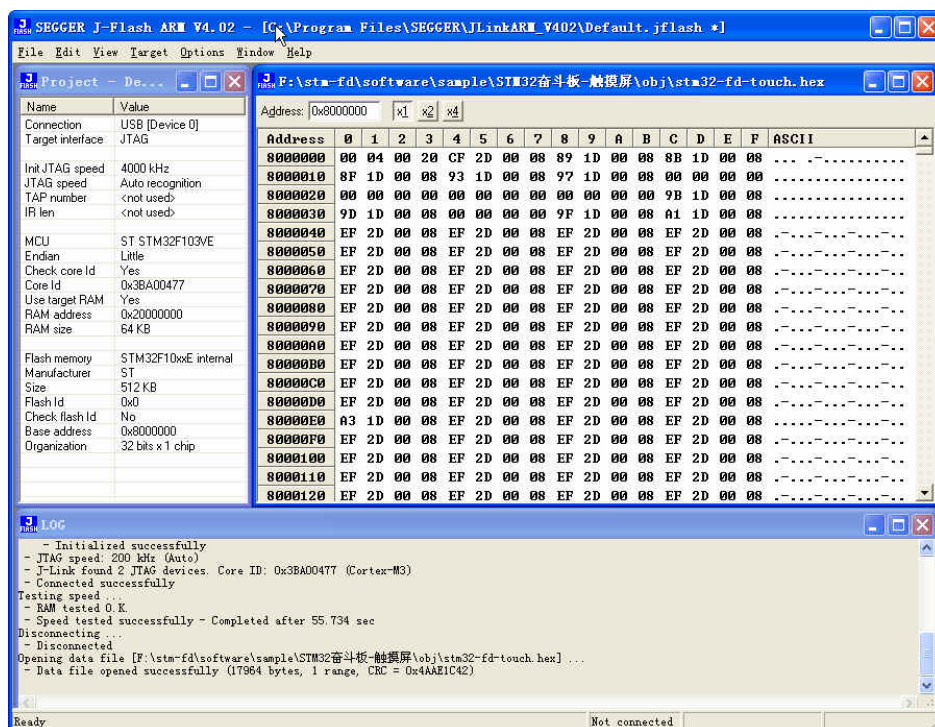 SEGGER J-Flash ARM V4.02 - [C:\Program Files\SEGGER\JLinkARM_V402\Default.jflash *]
File Edit View Target Options Window Help
Project - De...
Name Value
Connection USB [Device 0]
Target interface JTAG
Init JTAG speed 4000 kHz
JTAG speed Auto recognition
TAP number <not used>
IR len <not used>
MCU ST STM32F103VE
Endian Little
Check core Id Yes
Core Id 0x3BA00477
Use target RAM Yes
RAM address 0x20000000
RAM size 64 KB
Flash memory STM32F10xxE internal
Manufacturer ST
Size 512 KB
Flash Id 0x0
Check flash Id No
Base address 0x8000000
Organization 32 bits x 1 chip
F:\stm-fd\software\sample\STM32奋斗板-触摸屏\obj\stm32-fd-touch.hex
Address: 0x8000000 x1 x2 x4
Address 0 1 2 3 4 5 6 7 8 9 A B C D E F ASCII
8000000 00 04 00 20 CF 2D 00 08 89 1D 00 08 8B 1D 00 08 ... .-..........
8000010 8F 1D 00 08 93 1D 00 08 97 1D 00 08 00 00 00 00 ................
8000020 00 00 00 00 00 00 00 00 00 00 00 00 9B 1D 00 08 ................
8000030 9D 1D 00 08 00 00 00 00 9F 1D 00 08 A1 1D 00 08 ................
8000040 EF 2D 00 08 EF 2D 00 08 EF 2D 00 08 EF 2D 00 08 .-...-...-...-..
8000050 EF 2D 00 08 EF 2D 00 08 EF 2D 00 08 EF 2D 00 08 .-...-...-...-..
8000060 EF 2D 00 08 EF 2D 00 08 EF 2D 00 08 EF 2D 00 08 .-...-...-...-..
8000070 EF 2D 00 08 EF 2D 00 08 EF 2D 00 08 EF 2D 00 08 .-...-...-...-..
8000080 EF 2D 00 08 EF 2D 00 08 EF 2D 00 08 EF 2D 00 08 .-...-...-...-..
8000090 EF 2D 00 08 EF 2D 00 08 EF 2D 00 08 EF 2D 00 08 .-...-...-...-..
80000A0 EF 2D 00 08 EF 2D 00 08 EF 2D 00 08 EF 2D 00 08 .-...-...-...-..
80000B0 EF 2D 00 08 EF 2D 00 08 EF 2D 00 08 EF 2D 00 08 .-...-...-...-..
80000C0 EF 2D 00 08 EF 2D 00 08 EF 2D 00 08 EF 2D 00 08 .-...-...-...-..
80000D0 EF 2D 00 08 EF 2D 00 08 EF 2D 00 08 EF 2D 00 08 .-...-...-...-..
80000E0 A3 1D 00 08 EF 2D 00 08 EF 2D 00 08 EF 2D 00 08 .....-...-...-..
80000F0 EF 2D 00 08 EF 2D 00 08 EF 2D 00 08 EF 2D 00 08 .-...-...-...-..
8000100 EF 2D 00 08 EF 2D 00 08 EF 2D 00 08 EF 2D 00 08 .-...-...-...-..
8000110 EF 2D 00 08 EF 2D 00 08 EF 2D 00 08 EF 2D 00 08 .-...-...-...-..
8000120 EF 2D 00 08 EF 2D 00 08 EF 2D 00 08 EF 2D 00 08 .-...-...-...-..
LOG
- Initialized successfully
- JTAG speed: 200 kHz (Auto)
- J-Link found 2 JTAG devices. Core ID: 0x3BA00477 (Cortex-M3)
- Connected successfully
Testing speed ...
- RAM tested O.K.
- Speed tested successfully - Completed after 55.734 sec
Disconnecting ...
- Disconnected
Opening data file [F:\stm-fd\software\sample\STM32奋斗板-触摸屏\obj\stm32-fd-touch.hex] ...
- Data file opened successfully (17964 bytes, 1 range, CRC = 0x4AAE1C42)
Ready Not connected